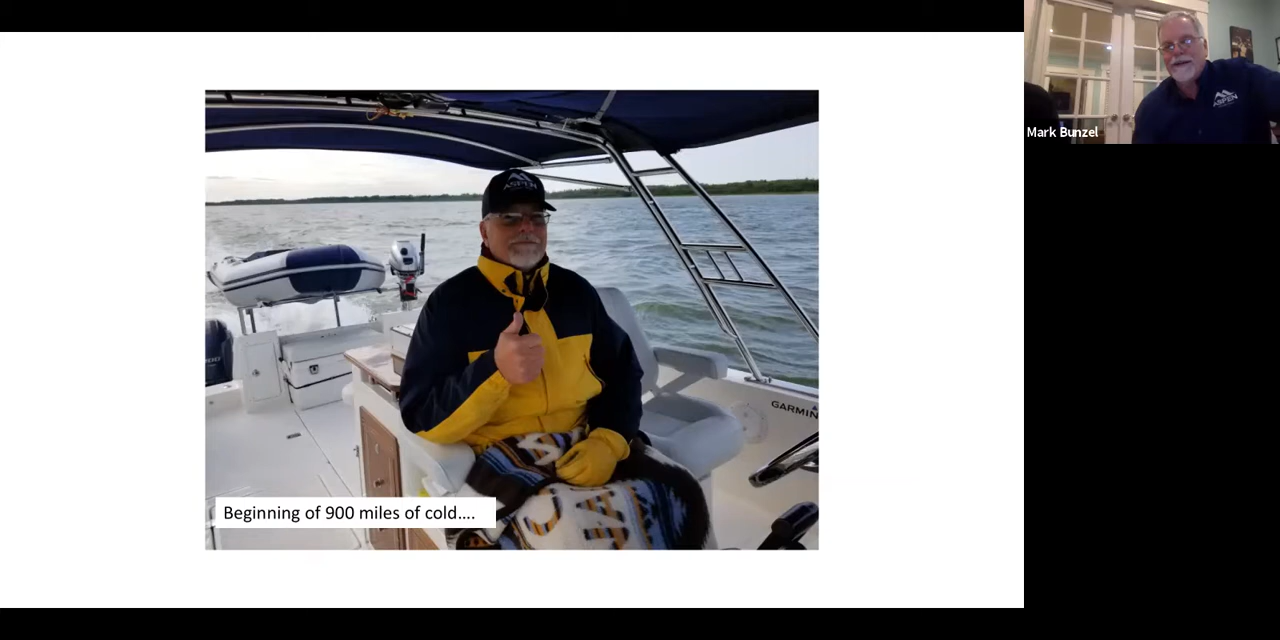 ASPEN
Mark Bunzel
ASPEN
GARMIN
Beginning of 900 miles of cold....